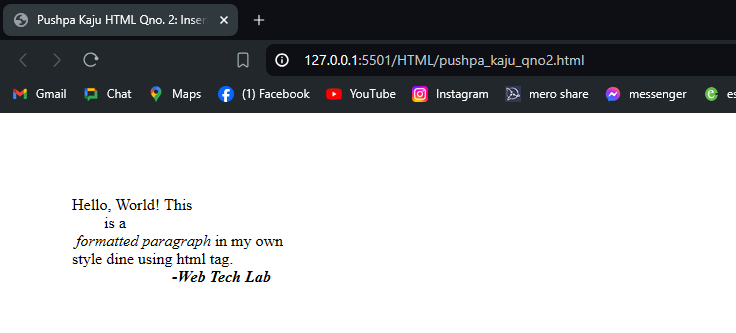 Pushpa Kaju HTML Qno. 2: Inser
127.0.0.1:5501/HTML/pushpa_kaju_qno2.html
Gmail Chat Maps (1) Facebook YouTube Instagram mero share messenger es
Hello, World! This
is a
formatted paragraph in my own
style dine using html tag.
-Web Tech Lab